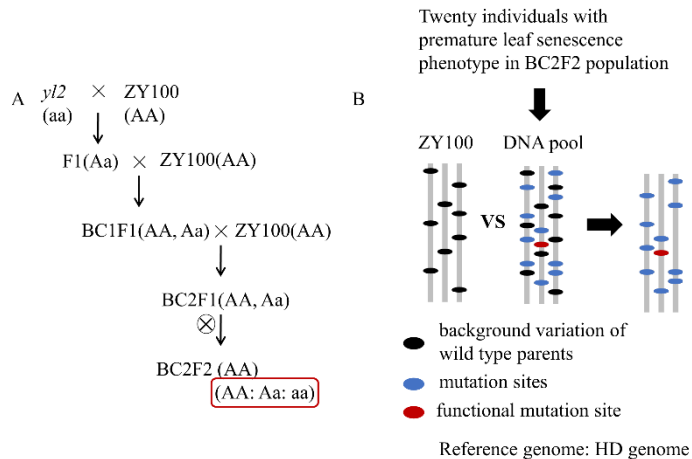 A
yl2 × ZY100
(aa) (AA)
F1(Aa) × ZY100(AA)
BC1F1(AA, Aa) × ZY100(AA)
BC2F1(AA, Aa)
⊗
BC2F2 (AA)
(AA: Aa: aa)
Twenty individuals with
premature leaf senescence
phenotype in BC2F2 population
B
ZY100 DNA pool
VS
background variation of
wild type parents
mutation sites
functional mutation site
Reference genome: HD genome